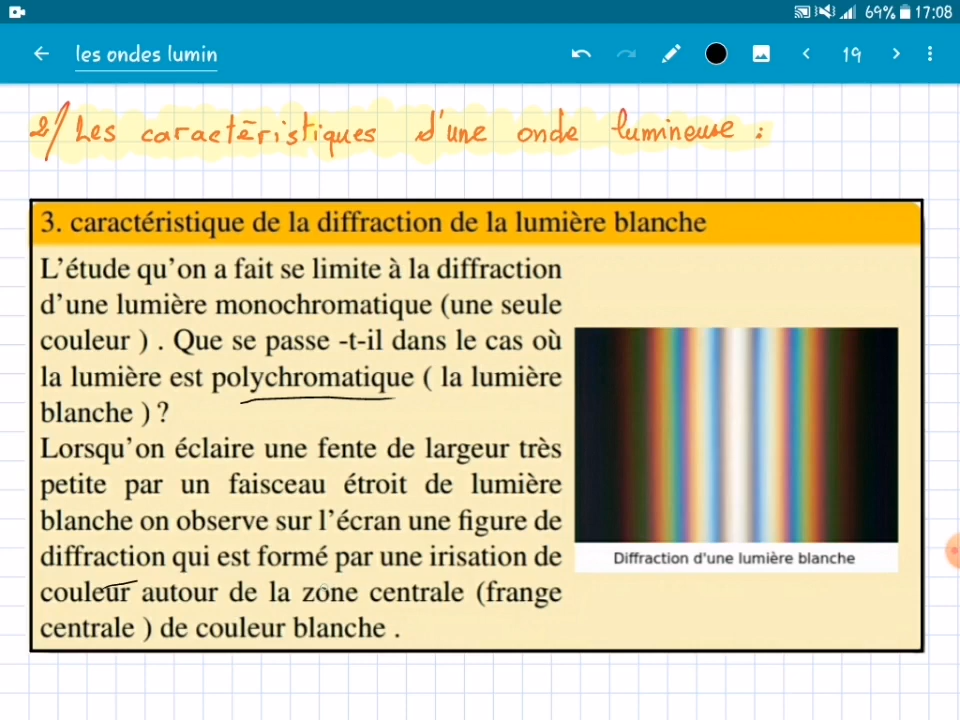 69% 17:08
les ondes lumin
19
2/ Les caractéristiques d'une onde lumineuse :
3. caractéristique de la diffraction de la lumière blanche
L'étude qu'on a fait se limite à la diffraction
d'une lumière monochromatique (une seule
couleur ) . Que se passe -t-il dans le cas où
la lumière est polychromatique ( la lumière
blanche ) ?
Lorsqu'on éclaire une fente de largeur très
petite par un faisceau étroit de lumière
blanche on observe sur l'écran une figure de
diffraction qui est formé par une irisation de
couleur autour de la zone centrale (frange
centrale ) de couleur blanche .
Diffraction d'une lumière blanche